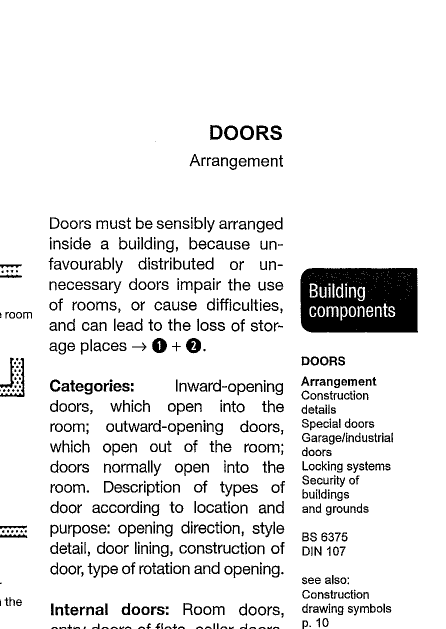 DOORS
Arrangement
Doors must be sensibly arranged
inside a building, because un-
favourably distributed or un-
necessary doors impair the use
of rooms, or cause difficulties,
and can lead to the loss of stor-
age places → ❶ + ❷.
Categories: Inward-opening
doors, which open into the
room; outward-opening doors,
which open out of the room;
doors normally open into the
room. Description of types of
door according to location and
purpose: opening direction, style
detail, door lining, construction of
door, type of rotation and opening.
Internal doors: Room doors,
room
the
Building
components
DOORS
Arrangement
Construction
details
Special doors
Garage/industrial
doors
Locking systems
Security of
buildings
and grounds
BS 6375
DIN 107
see also:
Construction
drawing symbols
p. 10